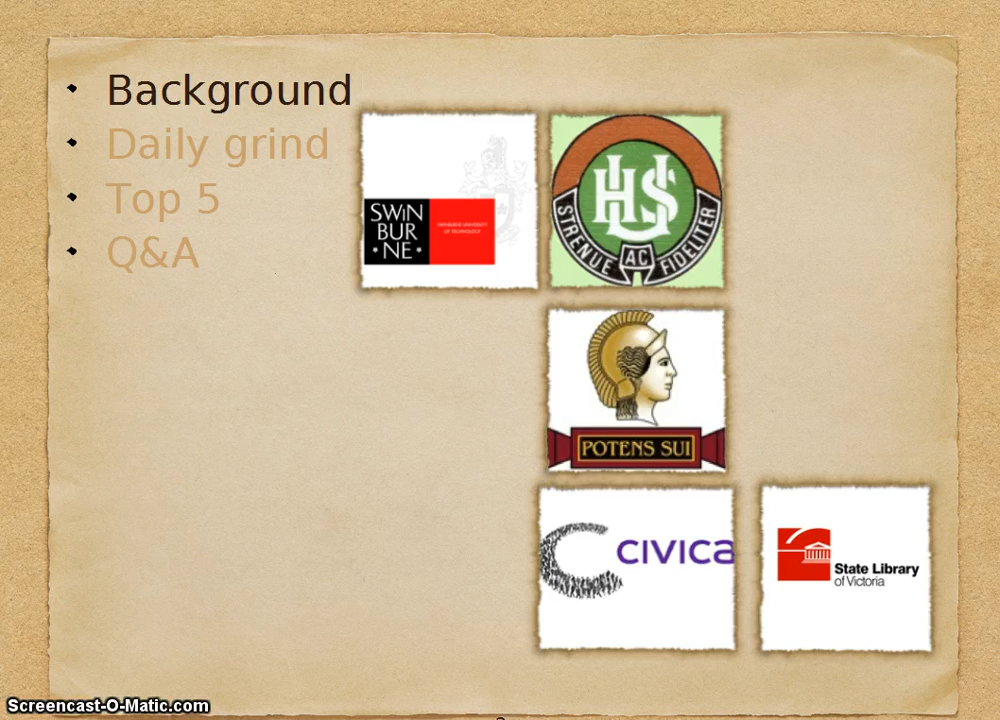 Background
Daily grind
Top 5
Q&A
SWiN
BUR
NE
SWINBURNE UNIVERSITY
OF TECHNOLOGY
HSU
STRENUE AC FIDELITER
POTENS SUI
CIVICA
State Library
of Victoria
Screencast-O-Matic.com